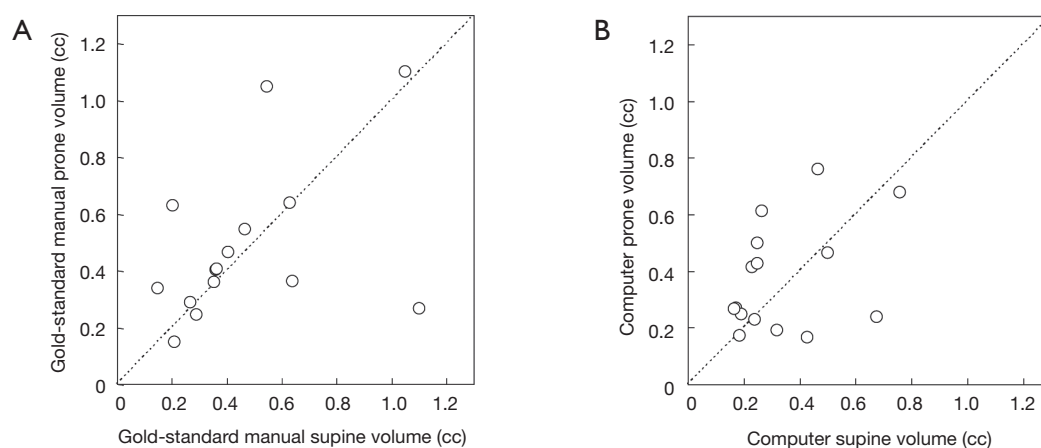 A
Gold-standard manual prone volume (cc)
1.2
1.0
0.8
0.6
0.4
0.2
0
0 0.2 0.4 0.6 0.8 1.0 1.2
Gold-standard manual supine volume (cc)
B
Computer prone volume (cc)
1.2
1.0
0.8
0.6
0.4
0.2
0
0 0.2 0.4 0.6 0.8 1.0 1.2
Computer supine volume (cc)